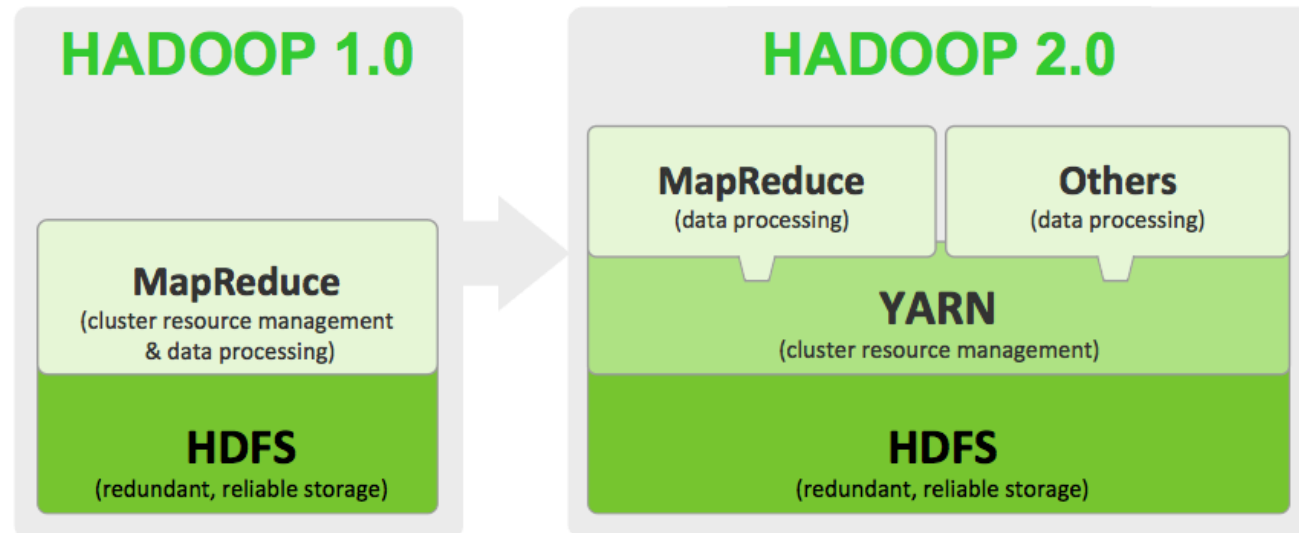 HADOOP 1.0
MapReduce
(cluster resource management
& data processing)
HDFS
(redundant, reliable storage)
HADOOP 2.0
MapReduce
(data processing)
Others
(data processing)
YARN
(cluster resource management)
HDFS
(redundant, reliable storage)